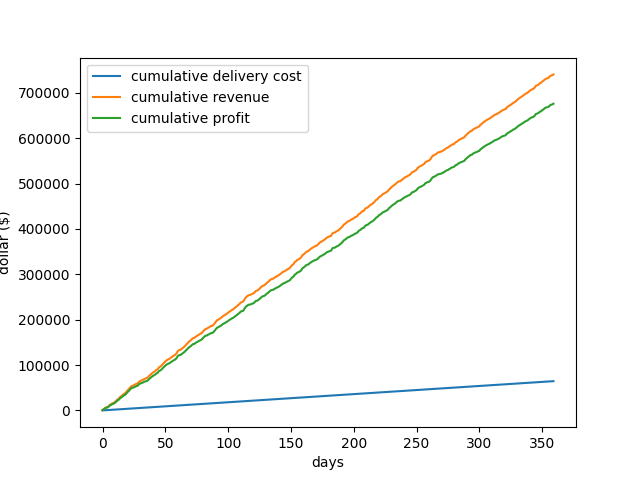 cumulative delivery cost
cumulative revenue
cumulative profit
700000
600000
500000
400000
300000
200000
100000
0
dollar ($)
0 50 100 150 200 250 300 350
days